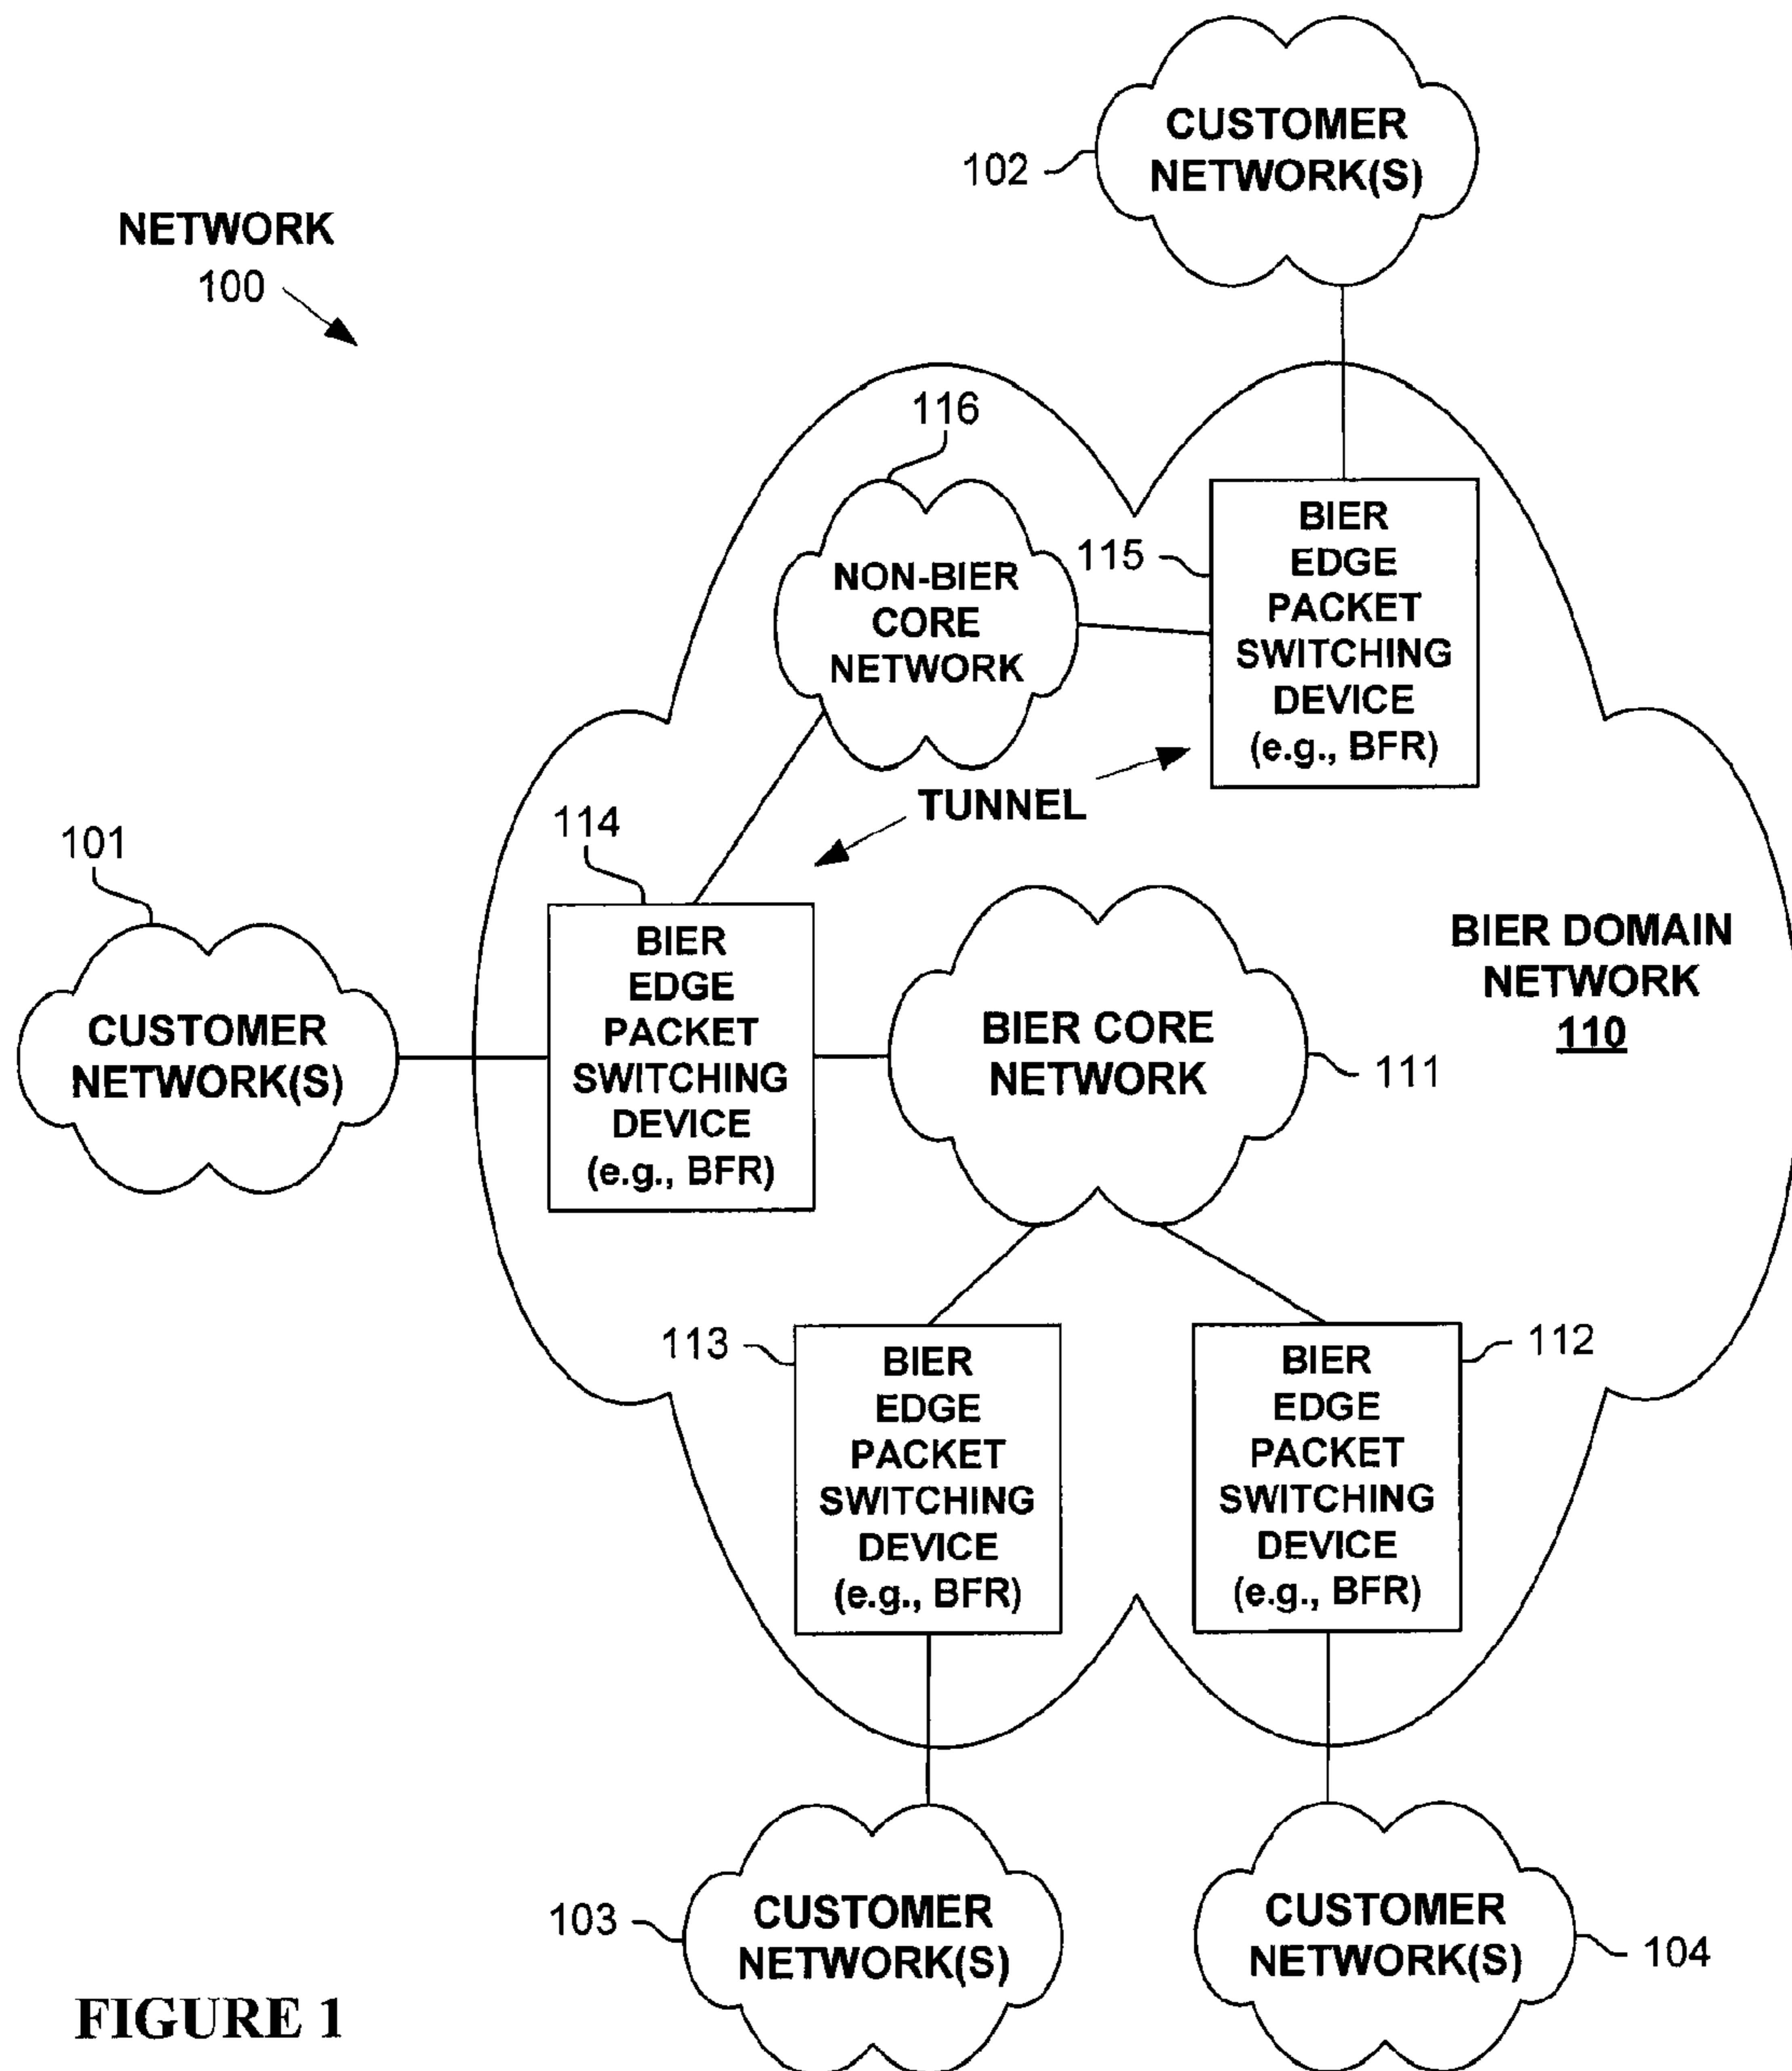 CUSTOMER
NETWORK(S)
102
NETWORK
100
116
BIER
EDGE
PACKET
SWITCHING
DEVICE
(e.g., BFR)
115
NON-BIER
CORE
NETWORK
TUNNEL
114
101
BIER
EDGE
PACKET
SWITCHING
DEVICE
(e.g., BFR)
CUSTOMER
NETWORK(S)
BIER CORE
NETWORK
111
BIER DOMAIN
NETWORK
110
113
BIER
EDGE
PACKET
SWITCHING
DEVICE
(e.g., BFR)
BIER
EDGE
PACKET
SWITCHING
DEVICE
(e.g., BFR)
112
103
CUSTOMER
NETWORK(S)
CUSTOMER
NETWORK(S)
104
FIGURE 1